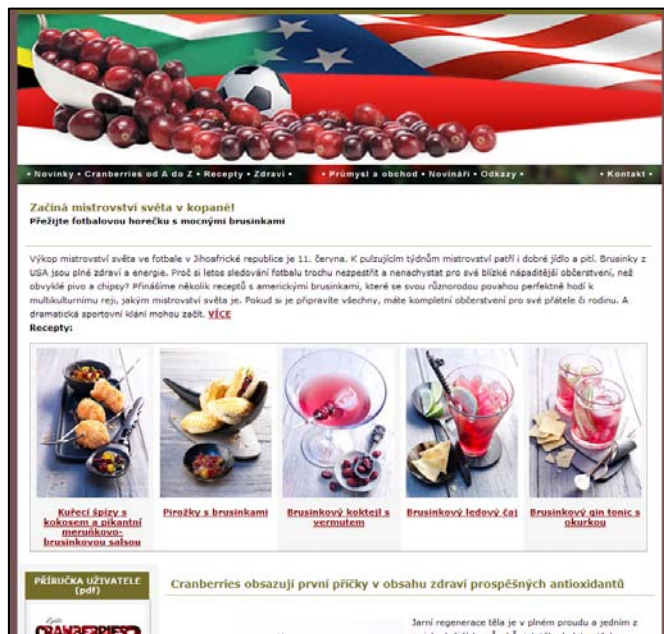 • Novinky • Cranberries od A do Z • Recepty • Zdraví • • Průmysl a obchod • Novináři • Odkazy • • Kontakt •
Začíná mistrovství světa v kopané!
Přežijte fotbalovou horečku s mocnými brusinkami
Výkop mistrovství světa ve fotbale v Jihoafrické republice je 11. června. K pulzujícím týdnům mistrovství patří i dobré jídlo a pití. Brusinky z
USA jsou plné zdraví a energie. Proč si letos sledování fotbalu trochu nezpestřit a nenachystat pro své blízké nápaditější občerstvení, než
obvyklé pivo a chipsy? Přinášíme několik receptů s americkými brusinkami, které se svou různorodou povahou perfektně hodí k
multikulturnímu reji, jakým mistrovství světa je. Pokud si je připravíte všechny, máte kompletní občerstvení pro své přátele či rodinu. A
dramatická sportovní klání mohou začít. VÍCE
Recepty:
Kuřecí špízy s
kokosem a pikantní
meruňkovo-
brusinkovou salsou
Pirožky s brusinkami
Brusinkový koktejl s
vermutem
Brusinkový ledový čaj
Brusinkový gin tonic s
okurkou
PŘÍRUČKA UŽIVATELE
(pdf)
CRANBERRIES
Cranberries obsazují první příčky v obsahu zdraví prospěšných antioxidantů
Jarní regenerace těla je v plném proudu a jedním z